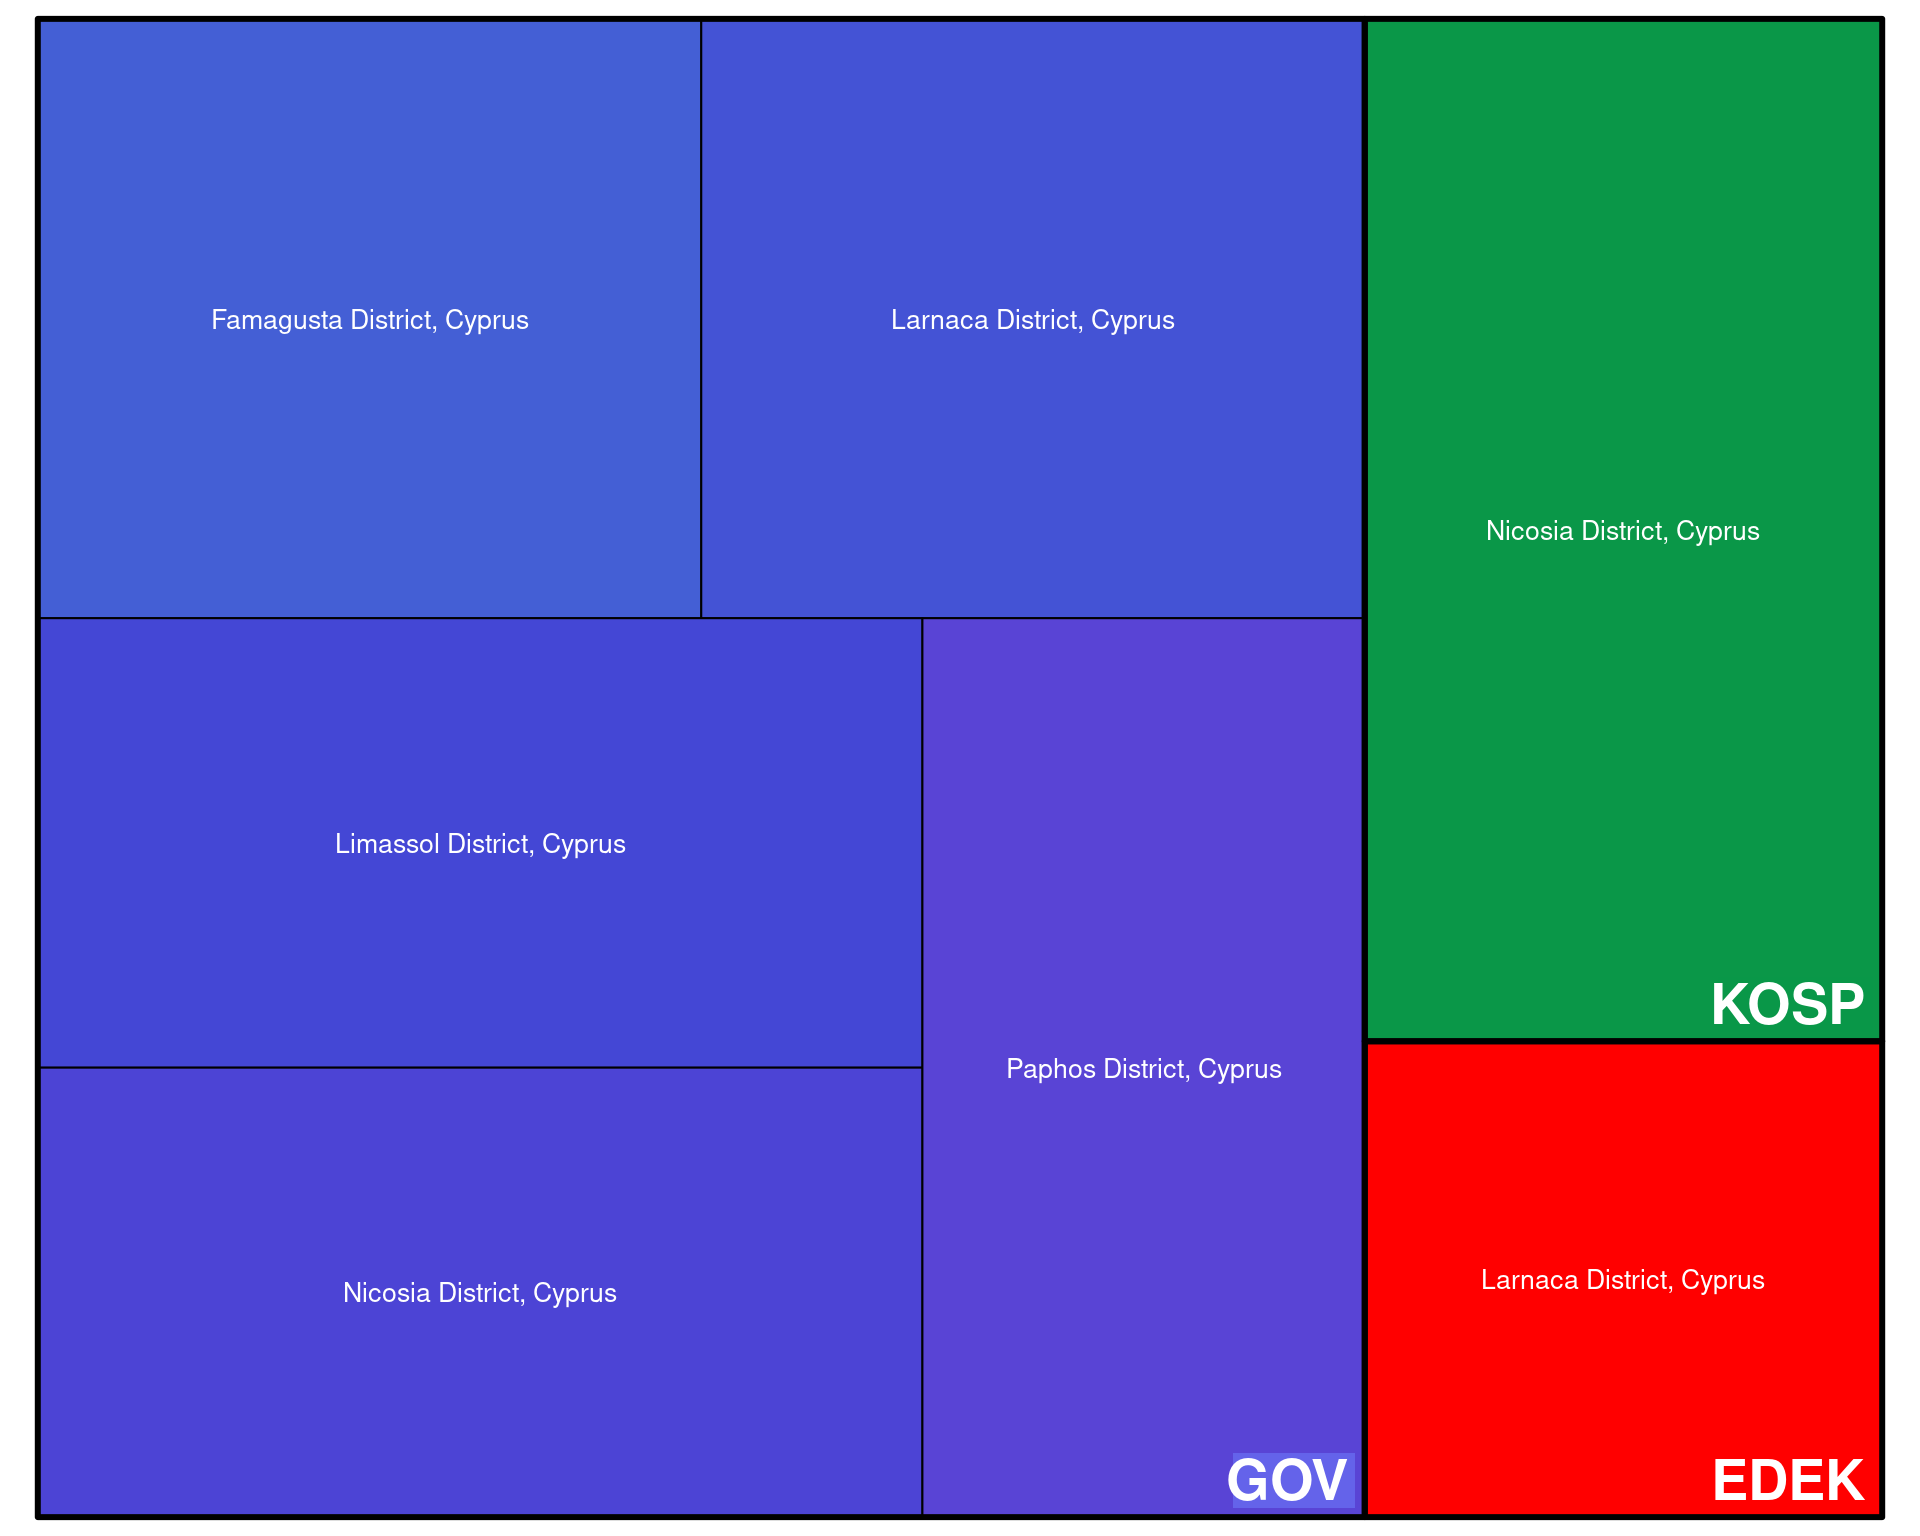 Famagusta District, Cyprus
Larnaca District, Cyprus
Nicosia District, Cyprus
Limassol District, Cyprus
KOSP
Paphos District, Cyprus
Nicosia District, Cyprus
Larnaca District, Cyprus
GOV
EDEK